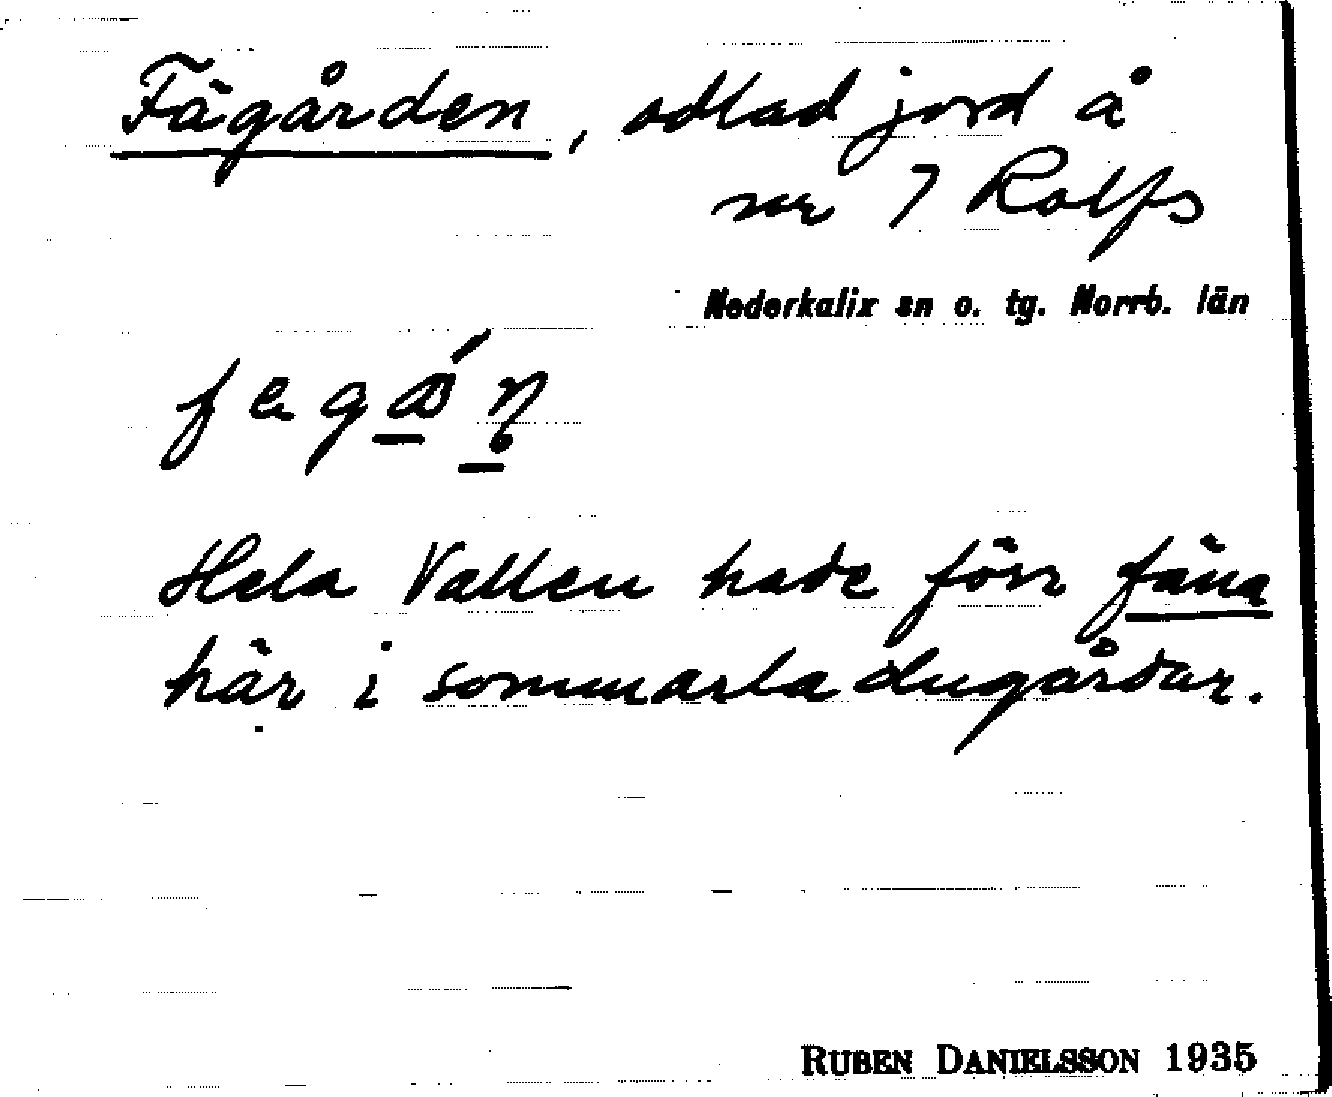 Fägården, odlad jord å
nr 7 Rolfs
Nederkalix sn o. tg. Norrb. län
Hela Vallen hade förr fäna
här i sommarladugårdar.
RUBEN DANIELSSON 1935